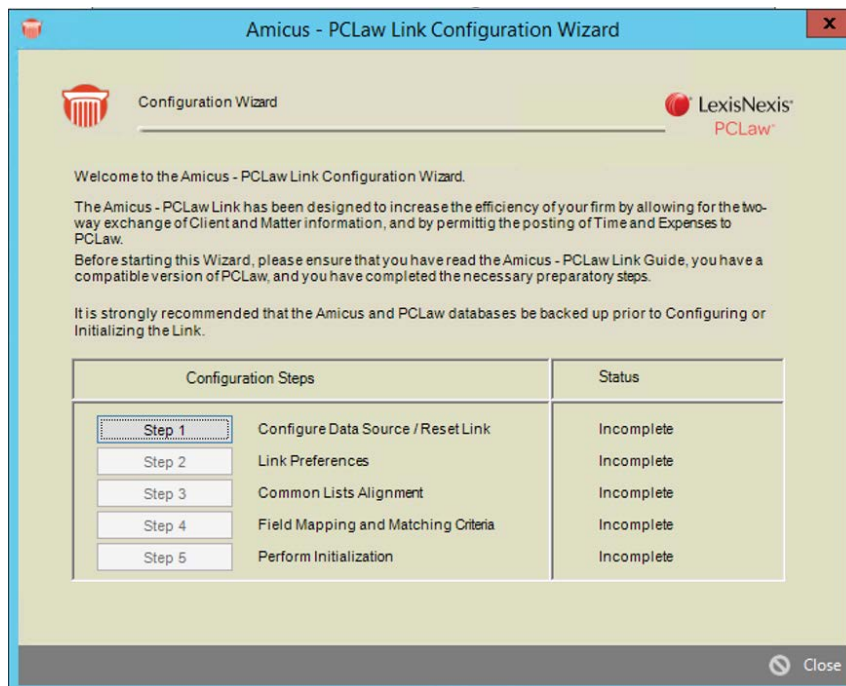 Amicus - PCLaw Link Configuration Wizard
x
Configuration Wizard
LexisNexis®
PCLaw™
Welcome to the Amicus - PCLaw Link Configuration Wizard.
The Amicus - PCLaw Link has been designed to increase the efficiency of your firm by allowing for the two-
way exchange of Client and Matter information, and by permittig the posting of Time and Expenses to
PCLaw.
Before starting this Wizard, please ensure that you have read the Amicus - PCLaw Link Guide, you have a
compatible version of PCLaw, and you have completed the necessary preparatory steps.
It is strongly recommended that the Amicus and PCLaw databases be backed up prior to Configuring or
Initializing the Link.
Configuration Steps Status
Step 1 Configure Data Source / Reset Link Incomplete
Step 2 Link Preferences Incomplete
Step 3 Common Lists Alignment Incomplete
Step 4 Field Mapping and Matching Criteria Incomplete
Step 5 Perform Initialization Incomplete
Close